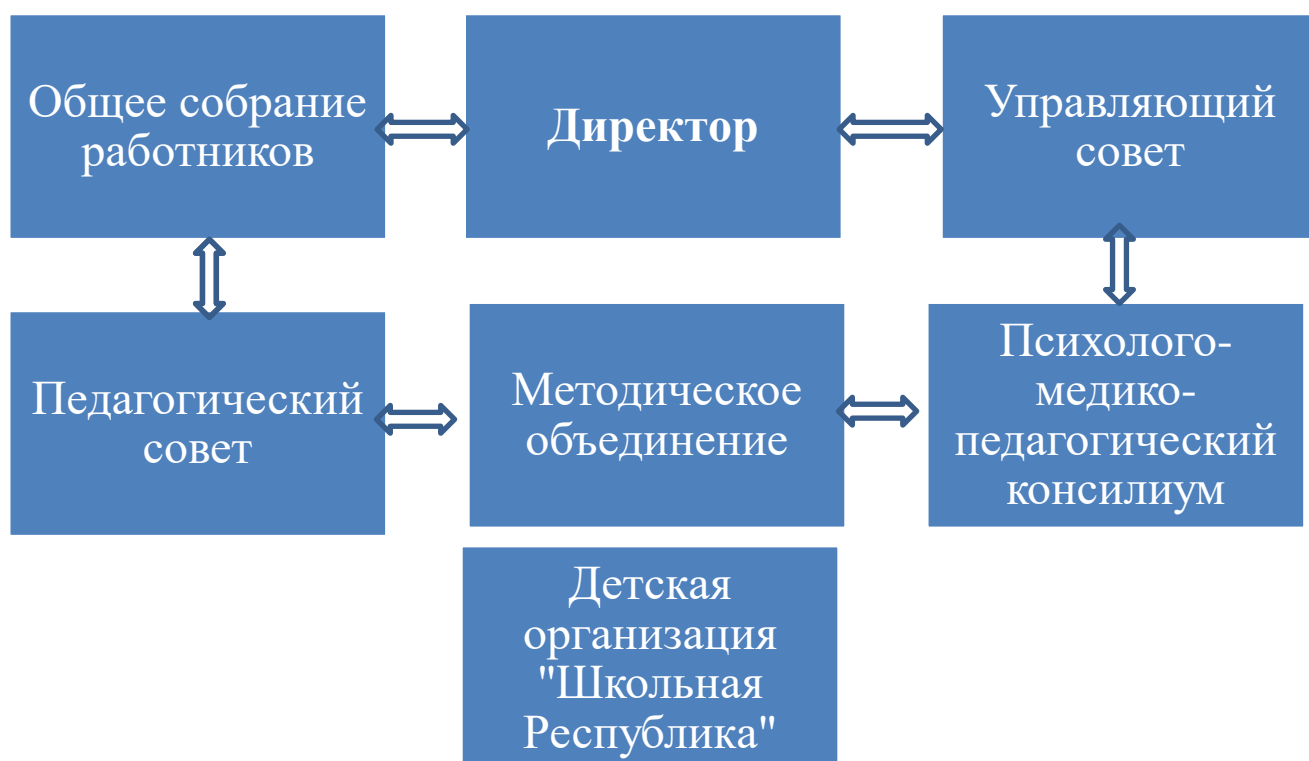 Общее собрание
работников
Директор
Управляющий
совет
Педагогический
совет
Методическое
объединение
Психолого-
медико-
педагогический
консилиум
Детская
организация
"Школьная
Республика"